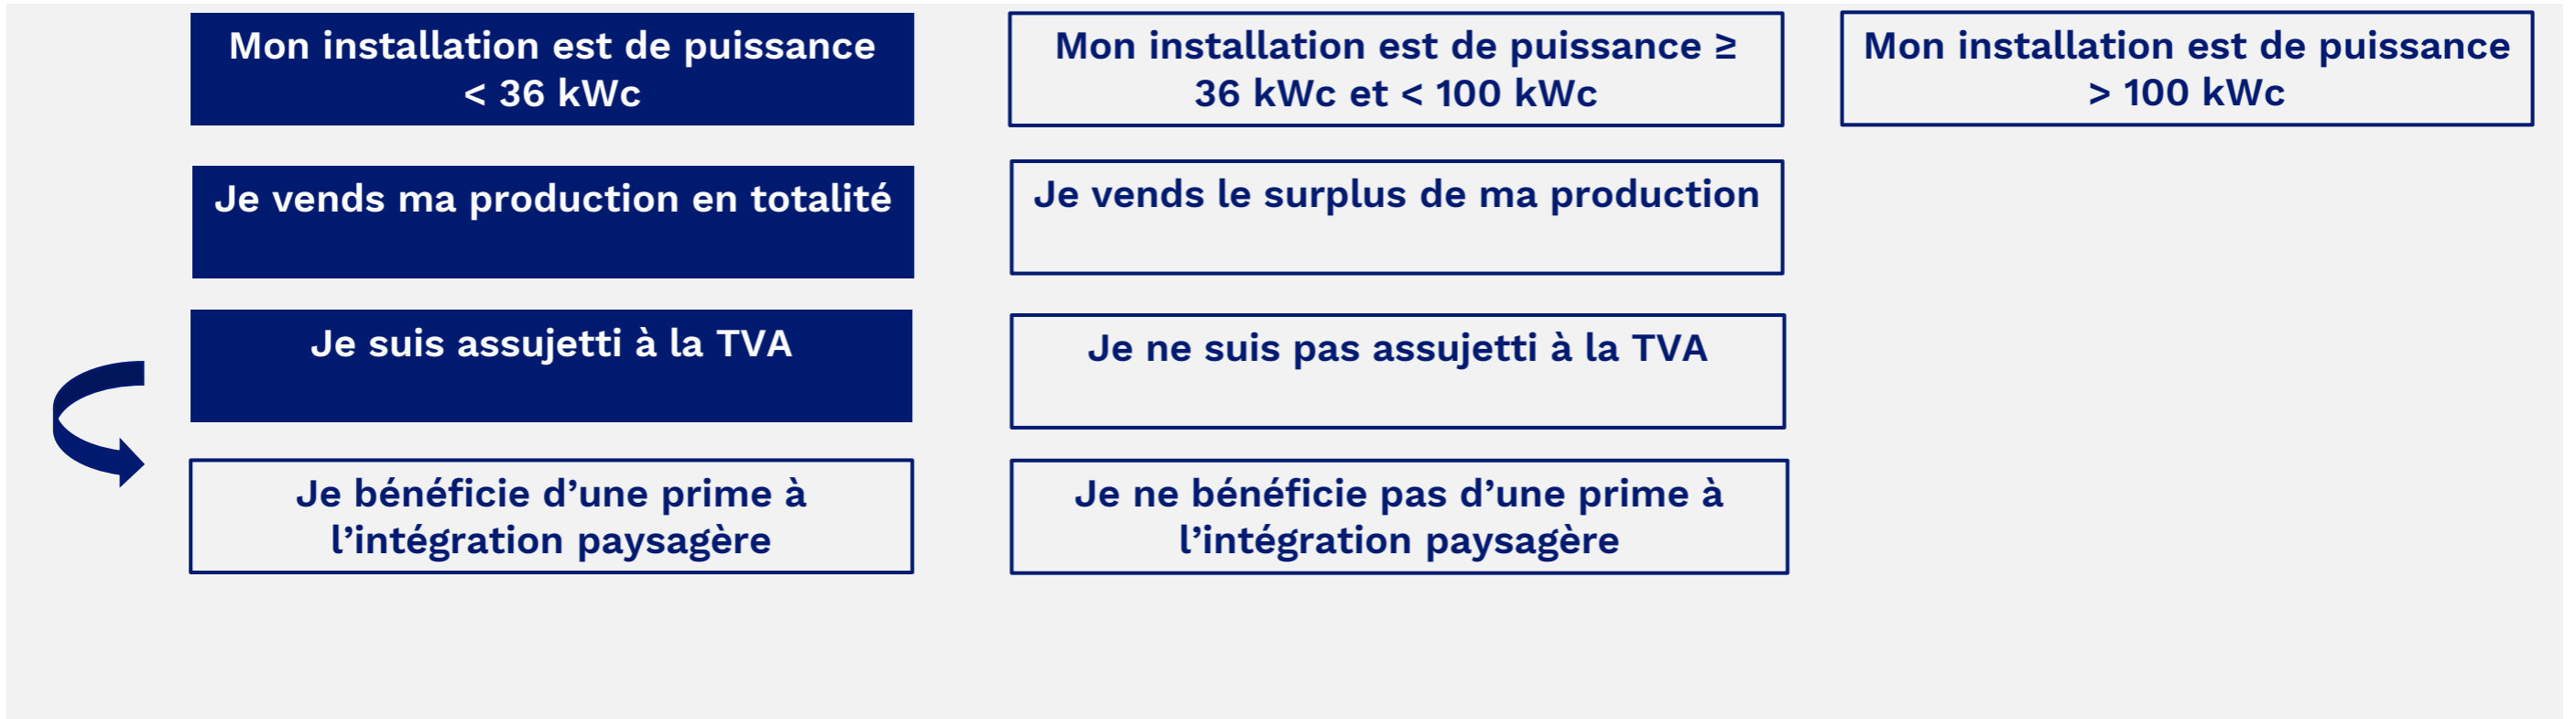 Mon installation est de puissance
< 36 kWc
Mon installation est de puissance ≥
36 kWc et < 100 kWc
Mon installation est de puissance
> 100 kWc
Je vends ma production en totalité
Je vends le surplus de ma production
Je suis assujetti à la TVA
Je ne suis pas assujetti à la TVA
Je bénéficie d’une prime à
l’intégration paysagère
Je ne bénéficie pas d’une prime à
l’intégration paysagère